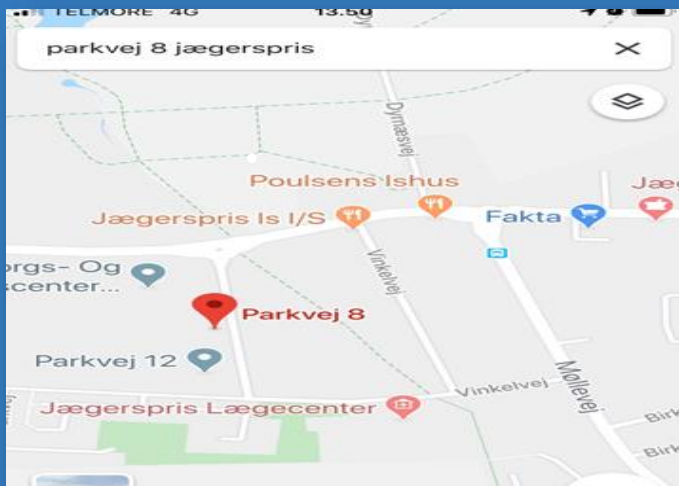 TELMORE 4G 13.50
parkvej 8 jægerspris
Dyrnæsvej
Poulsens Ishus
Jægerspris Is I/S
Fakta
Vinkelvej
Parkvej 8
Parkvej 12
Møllevej
Vinkelvej
Jægerspris Lægecenter